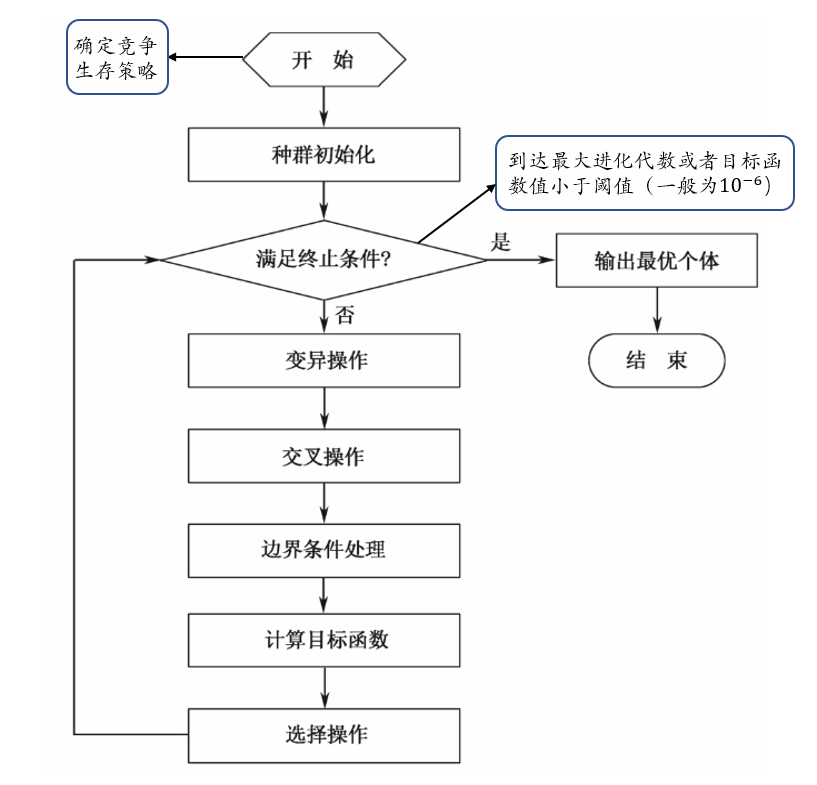 确定竞争
生存策略
开 始
种群初始化
到达最大进化代数或者目标函
数值小于阈值（一般为10⁻⁶）
满足终止条件?
是
输出最优个体
否
结 束
变异操作
交叉操作
边界条件处理
计算目标函数
选择操作